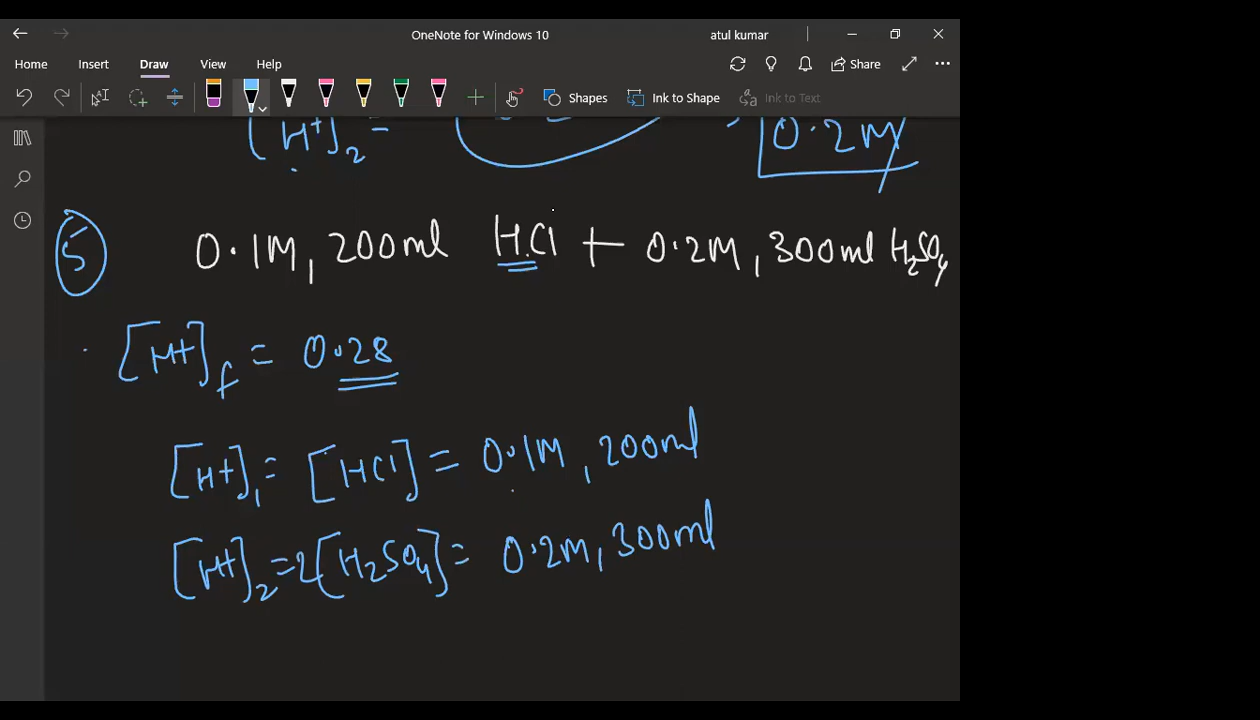 OneNote for Windows 10
atul kumar
Home Insert Draw View Help
Share
Shapes Ink to Shape Ink to Text
[H+]₂ =
0.2M
5 0.1M, 200ml HCl + 0.2M, 300ml H₂SO₄
[H+]f = 0.28
[H+]₁ = [HCl] = 0.1M, 200ml
[H+]₂ = 2[H₂SO₄] = 0.2M, 300ml